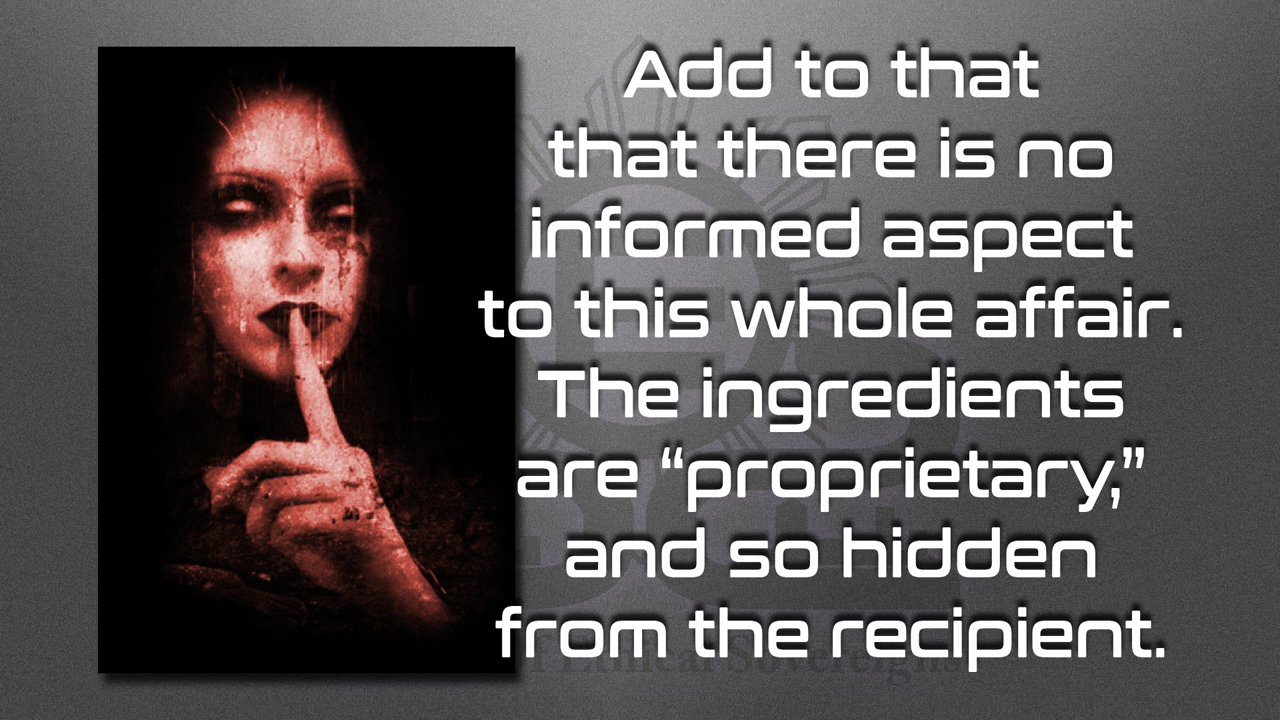 Add to that
that there is no
informed aspect
to this whole affair.
The ingredients
are “proprietary,”
and so hidden
from the recipient.